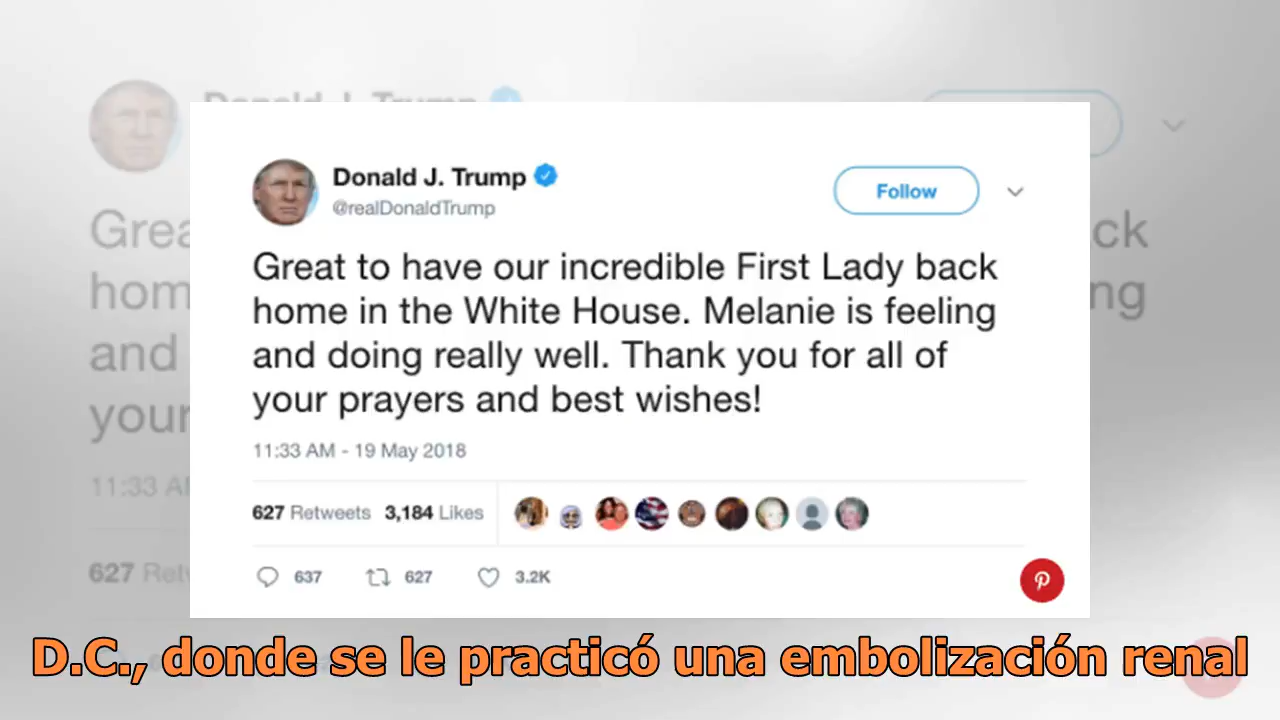 Donald J. Trump
@realDonaldTrump
Follow
Great to have our incredible First Lady back
home in the White House. Melanie is feeling
and doing really well. Thank you for all of
your prayers and best wishes!
11:33 AM - 19 May 2018
627 Retweets 3,184 Likes
637 627 3.2K
D.C., donde se le practicó una embolización renal